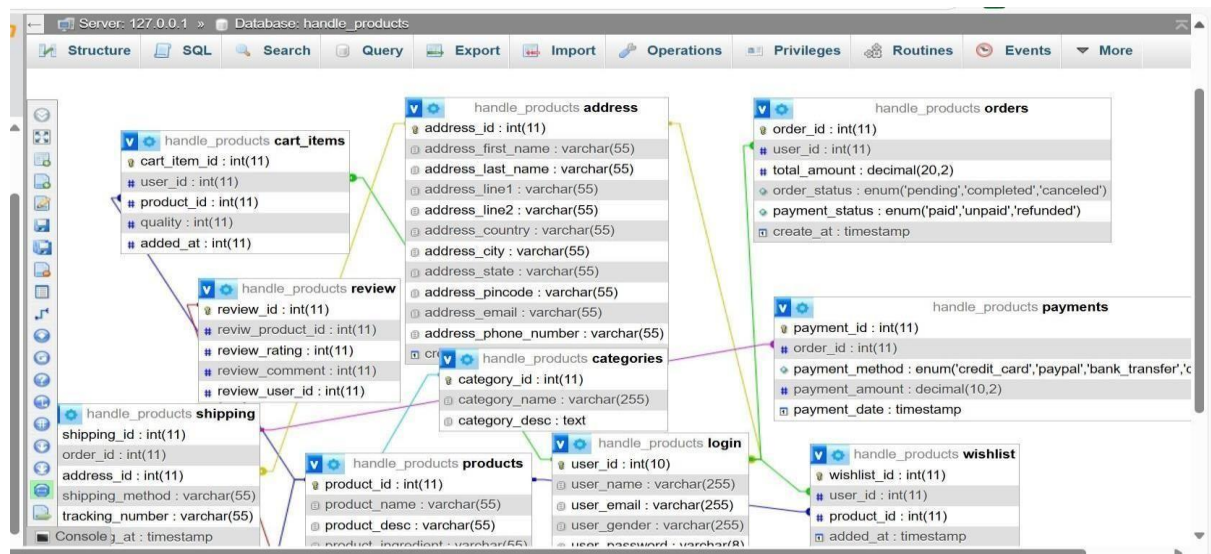 Server: 127.0.0.1 » Database: handle_products
Structure SQL Search Query Export Import Operations Privileges Routines Events More
handle_products cart_items
cart_item_id : int(11)
user_id : int(11)
product_id : int(11)
quality : int(11)
added_at : int(11)
handle_products address
address_id : int(11)
address_first_name : varchar(55)
address_last_name : varchar(55)
address_line1 : varchar(55)
address_line2 : varchar(55)
address_country : varchar(55)
address_city : varchar(55)
address_state : varchar(55)
address_pincode : varchar(55)
address_email : varchar(55)
address_phone_number : varchar(55)
handle_products orders
order_id : int(11)
user_id : int(11)
total_amount : decimal(20,2)
order_status : enum('pending','completed','canceled')
payment_status : enum('paid','unpaid','refunded')
create_at : timestamp
handle_products review
review_id : int(11)
reviw_product_id : int(11)
review_rating : int(11)
review_comment : int(11)
review_user_id : int(11)
handle_products categories
category_id : int(11)
category_name : varchar(255)
category_desc : text
handle_products payments
payment_id : int(11)
order_id : int(11)
payment_method : enum('credit_card','paypal','bank_transfer','c
payment_amount : decimal(10,2)
payment_date : timestamp
handle_products shipping
shipping_id : int(11)
order_id : int(11)
address_id : int(11)
shipping_method : varchar(55)
tracking_number : varchar(55)
_at : timestamp
handle_products products
product_id : int(11)
product_name : varchar(55)
product_desc : varchar(55)
product_ingredient : varchar(55)
handle_products login
user_id : int(10)
user_name : varchar(255)
user_email : varchar(255)
user_gender : varchar(255)
user_password : varchar(8)
handle_products wishlist
wishlist_id : int(11)
user_id : int(11)
product_id : int(11)
added_at : timestamp
Console